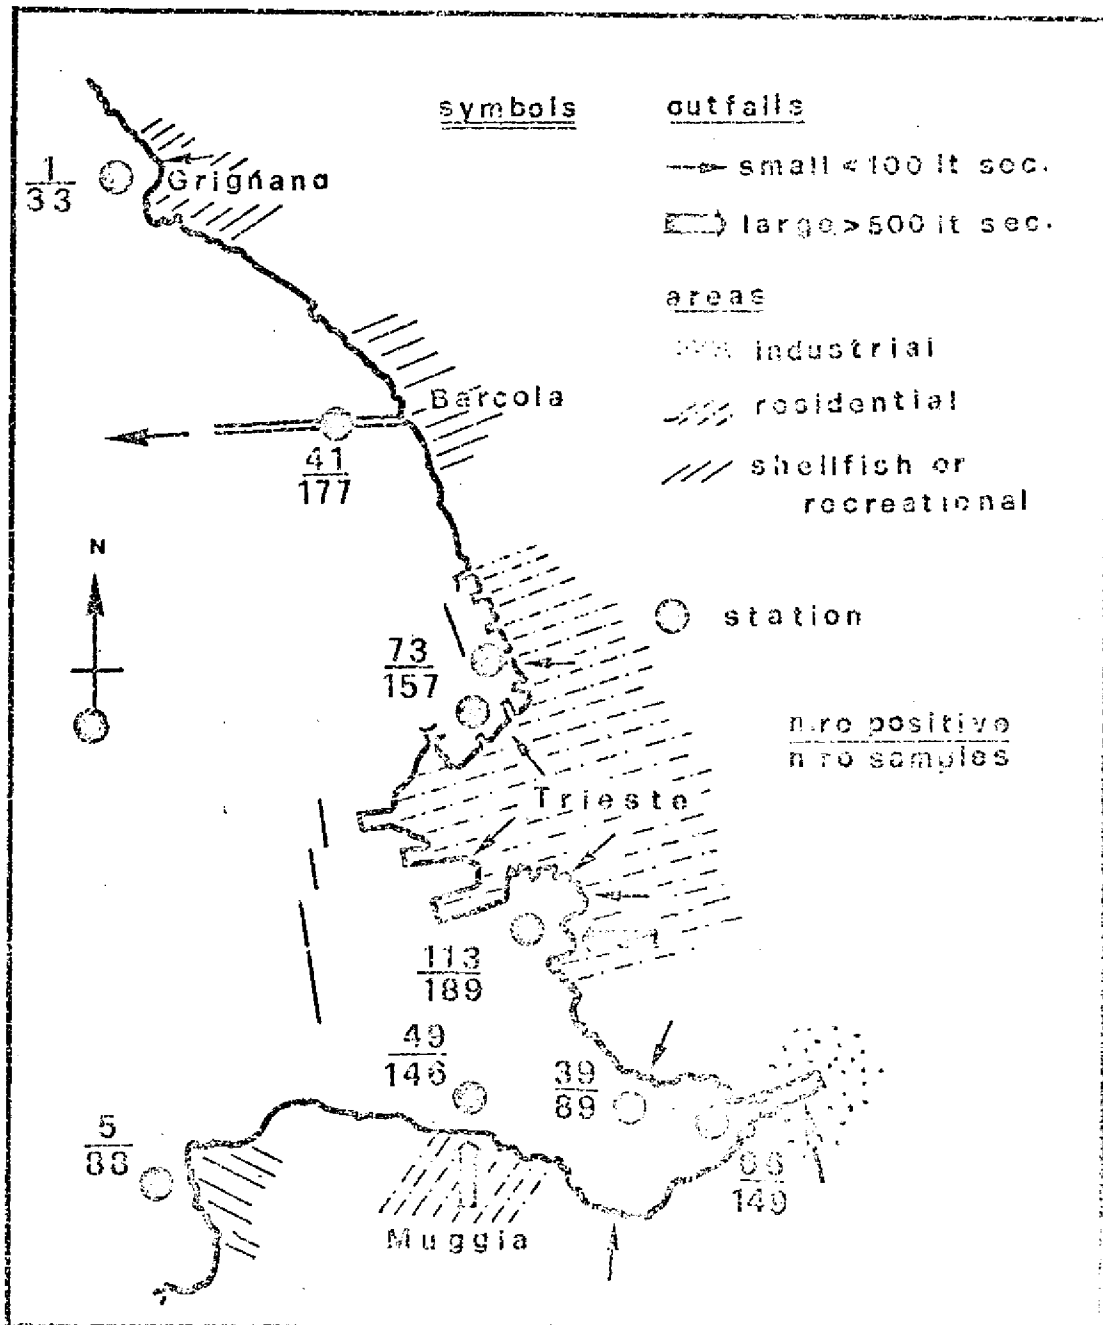 symbols
outfalls
small < 100 lt sec.
large > 500 lt sec.
areas
industrial
residential
shellfish or
recreational
station
n.ro positive
n ro samples
1
33
Grignano
Barcola
41
177
N
73
157
Trieste
113
189
49
146
39
89
5
88
149
Muggia